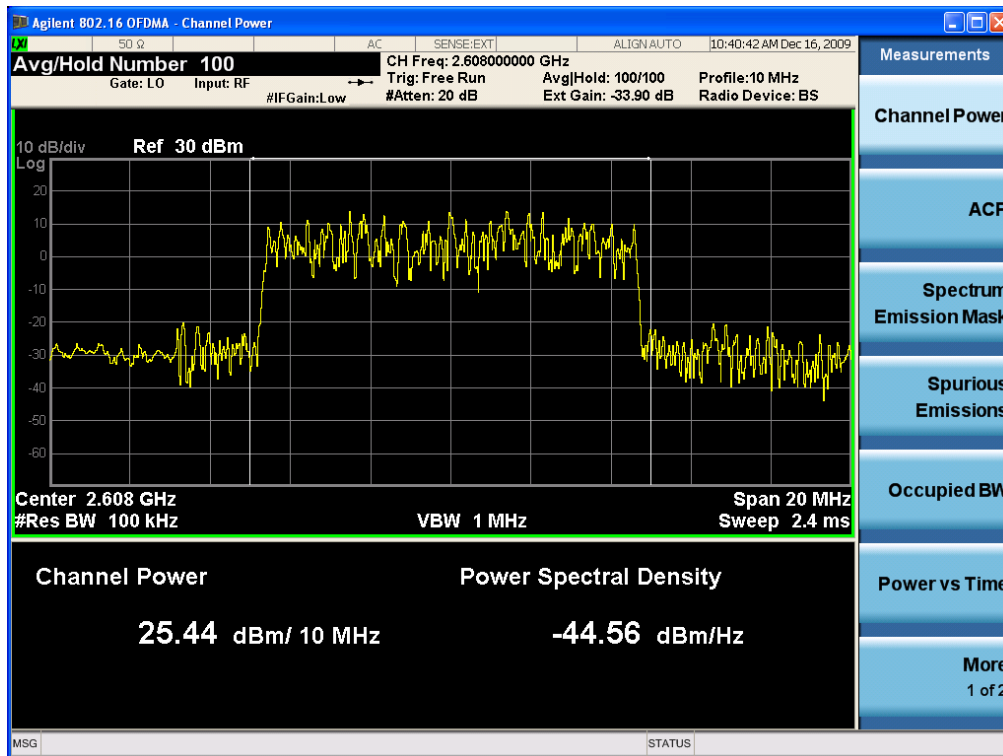 Agilent 802.16 OFDMA - Channel Power
LXI 50 Ω AC SENSE:EXT ALIGN AUTO 10:40:42 AM Dec 16, 2009
Avg/Hold Number 100
Gate: LO Input: RF
#IFGain:Low
CH Freq: 2.608000000 GHz
Trig: Free Run Avg|Hold: 100/100 Profile:10 MHz
#Atten: 20 dB Ext Gain: -33.90 dB Radio Device: BS
10 dB/div Ref 30 dBm
Log
20
10
0
-10
-20
-30
-40
-50
-60
Center 2.608 GHz Span 20 MHz
#Res BW 100 kHz VBW 1 MHz Sweep 2.4 ms
Channel Power Power Spectral Density
25.44 dBm/ 10 MHz -44.56 dBm/Hz
Measurements
Channel Power
ACP
Spectrum
Emission Mask
Spurious
Emissions
Occupied BW
Power vs Time
More
1 of 2
MSG STATUS